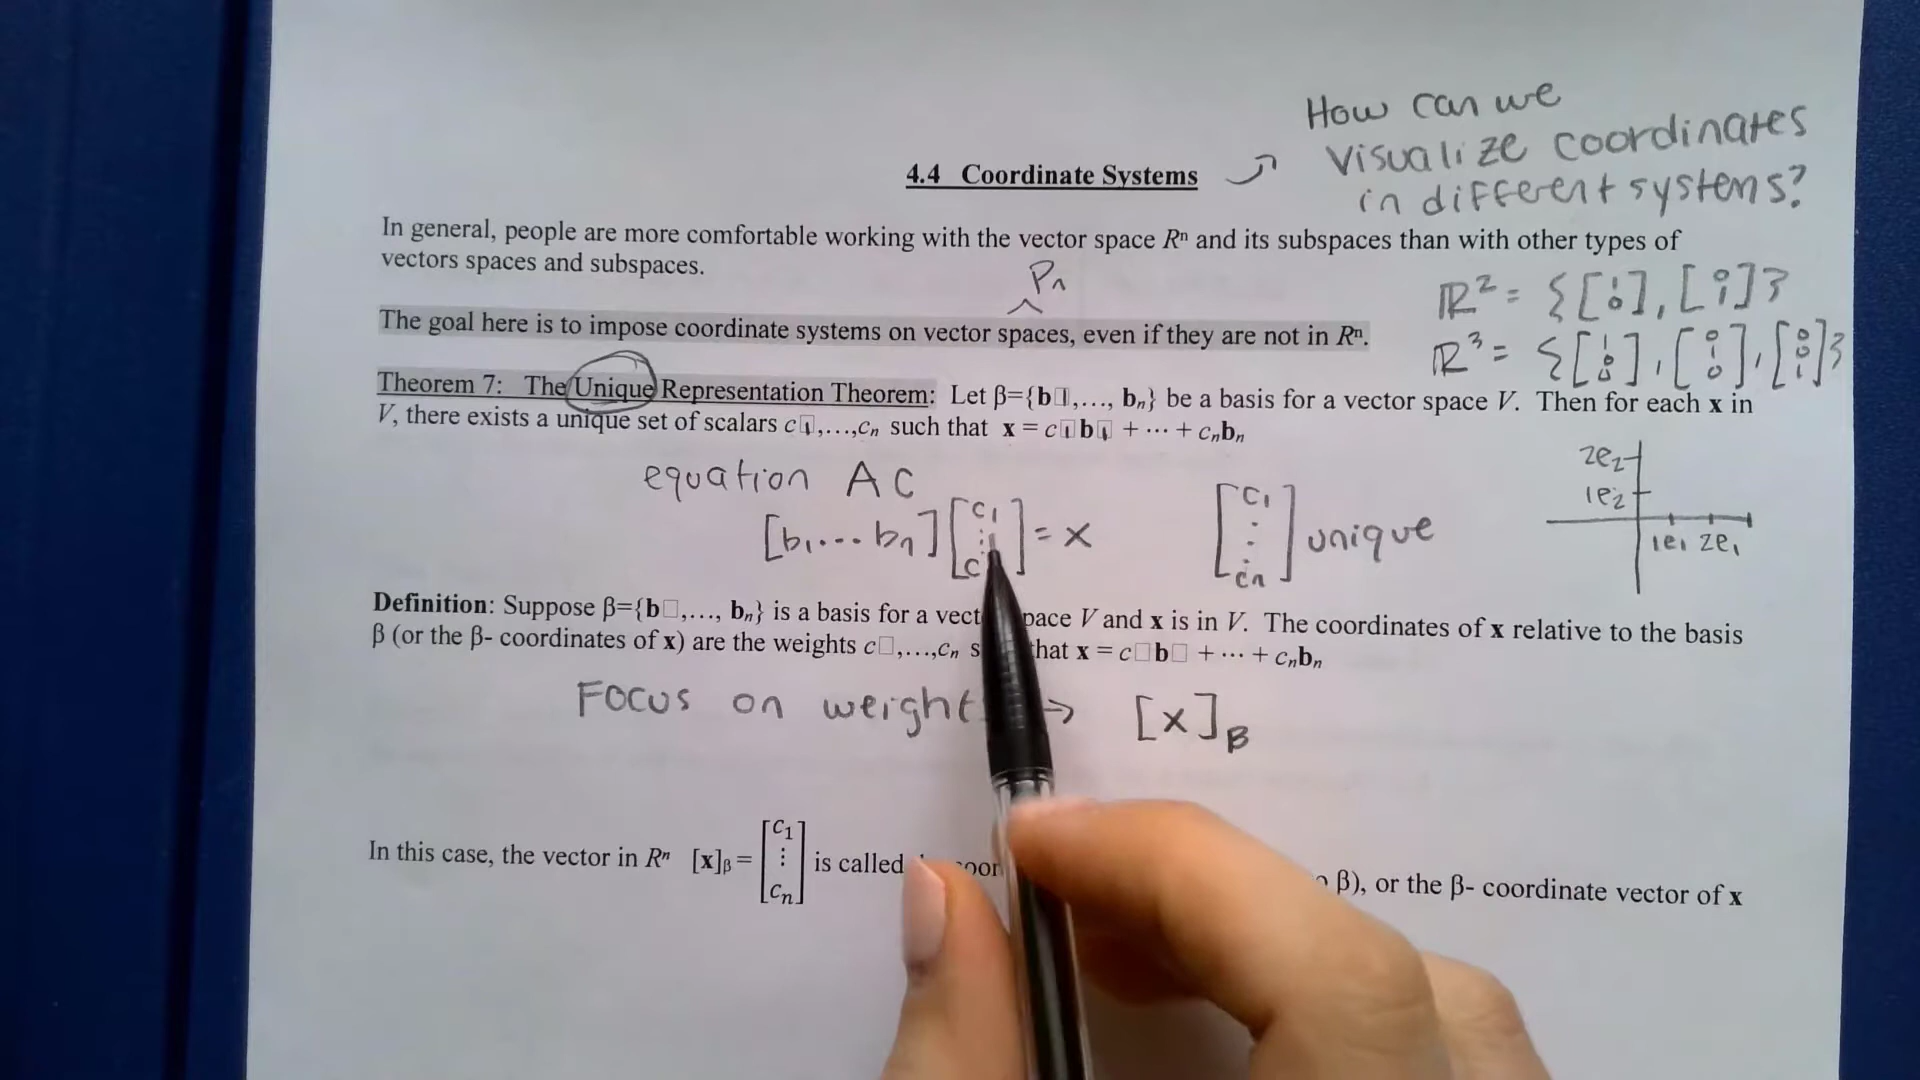 How can we
visualize coordinates
in different systems?
4.4 Coordinate Systems
In general, people are more comfortable working with the vector space Rⁿ and its subspaces than with other types of
vectors spaces and subspaces.
Pn
The goal here is to impose coordinate systems on vector spaces, even if they are not in Rⁿ.
ℝ² = {[1 0], [0 1]}
ℝ³ = {[1 0 0], [0 1 0], [0 0 1]}
Theorem 7: The Unique Representation Theorem: Let β={b□,…, bₙ} be a basis for a vector space V. Then for each x in
V, there exists a unique set of scalars c1,…,cₙ such that x = c1b1 + ⋯ + cₙbₙ
equation AC
[b₁ ... bn] [c₁ ⋮ c] = x
[c₁ ⋮ cn] unique
2e₂
1e₂
1e₁ 2e₁
Definition: Suppose β={b□,…, bₙ} is a basis for a vect pace V and x is in V. The coordinates of x relative to the basis
β (or the β- coordinates of x) are the weights c□,…,cₙ s that x = c□b□ + ⋯ + cₙbₙ
Focus on weight → [x]β
In this case, the vector in Rⁿ [x]β = [c₁ ⋮ cₙ] is called oor β), or the β- coordinate vector of x